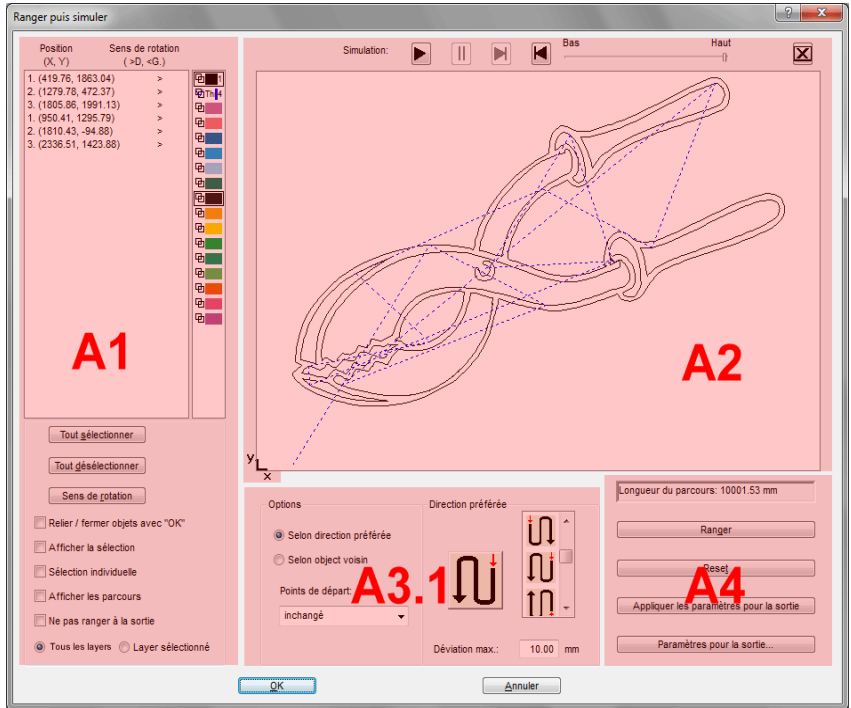 Ranger puis simuler
Position Sens de rotation
(X, Y) ( >D, <G.)
1. (419.76, 1863.04) >
2. (1279.78, 472.37) >
3. (1805.86, 1991.13) >
1. (950.41, 1295.79) >
2. (1810.43, -94.88) >
3. (2336.51, 1423.88) >
1
Th 4
A1
Tout sélectionner
Tout désélectionner
Sens de rotation
Relier / fermer objets avec "OK"
Afficher la sélection
Sélection individuelle
Afficher les parcours
Ne pas ranger à la sortie
Tous les layers Layer sélectionné
Simulation: Bas Haut
A2
y
x
Options
Selon direction préférée
Selon object voisin
Points de départ:
inchangé
Direction préférée
A3.1
Déviation max.: 10.00 mm
Longueur du parcours: 10001.53 mm
Ranger
Reset
A4
Appliquer les paramètres pour la sortie
Paramètres pour la sortie...
OK Annuler